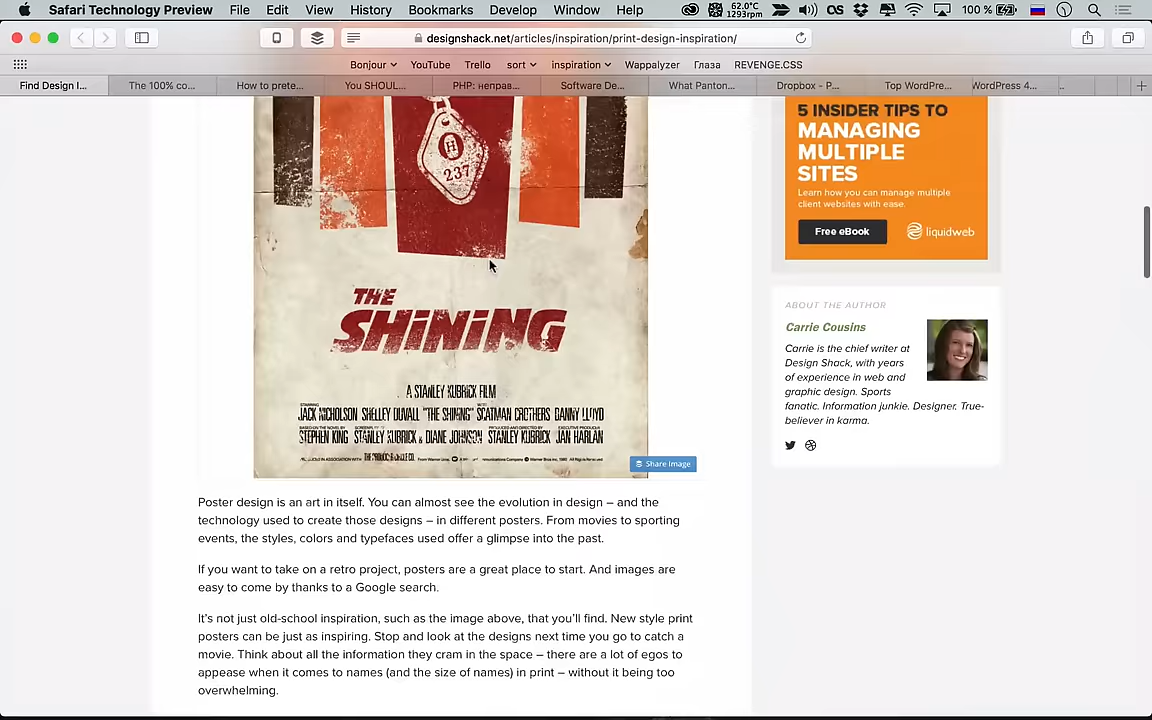 Safari Technology Preview File Edit View History Bookmarks Develop Window Help 62.0°C 1293rpm 100 %
designshack.net/articles/inspiration/print-design-inspiration/
Bonjour YouTube Trello sort inspiration Wappalyzer Глаза REVENGE.CSS
Find Design I... The 100% co... How to prete... You SHOUL... PHP: неправ... Software De... What Panton... Dropbox - P... Top WordPre... WordPress 4... ..
H
237
THE
SHiNiNG
A STANLEY KUBRICK FILM
STARRING JACK NICHOLSON SHELLEY DUVALL "THE SHINING" WITH SCATMAN CROTHERS DANNY LLOYD
BASED ON THE NOVEL BY STEPHEN KING STANLEY KUBRICK & DIANE JOHNSON STANLEY KUBRICK JAN HARLAN
Share Image
Poster design is an art in itself. You can almost see the evolution in design – and the
technology used to create those designs – in different posters. From movies to sporting
events, the styles, colors and typefaces used offer a glimpse into the past.
If you want to take on a retro project, posters are a great place to start. And images are
easy to come by thanks to a Google search.
It's not just old-school inspiration, such as the image above, that you'll find. New style print
posters can be just as inspiring. Stop and look at the designs next time you go to catch a
movie. Think about all the information they cram in the space – there are a lot of egos to
appease when it comes to names (and the size of names) in print – without it being too
overwhelming.
5 INSIDER TIPS TO
MANAGING
MULTIPLE
SITES
Learn how you can manage multiple
client websites with ease.
Free eBook
liquidweb
ABOUT THE AUTHOR
Carrie Cousins
Carrie is the chief writer at
Design Shack, with years
of experience in web and
graphic design. Sports
fanatic. Information junkie. Designer. True-
believer in karma.